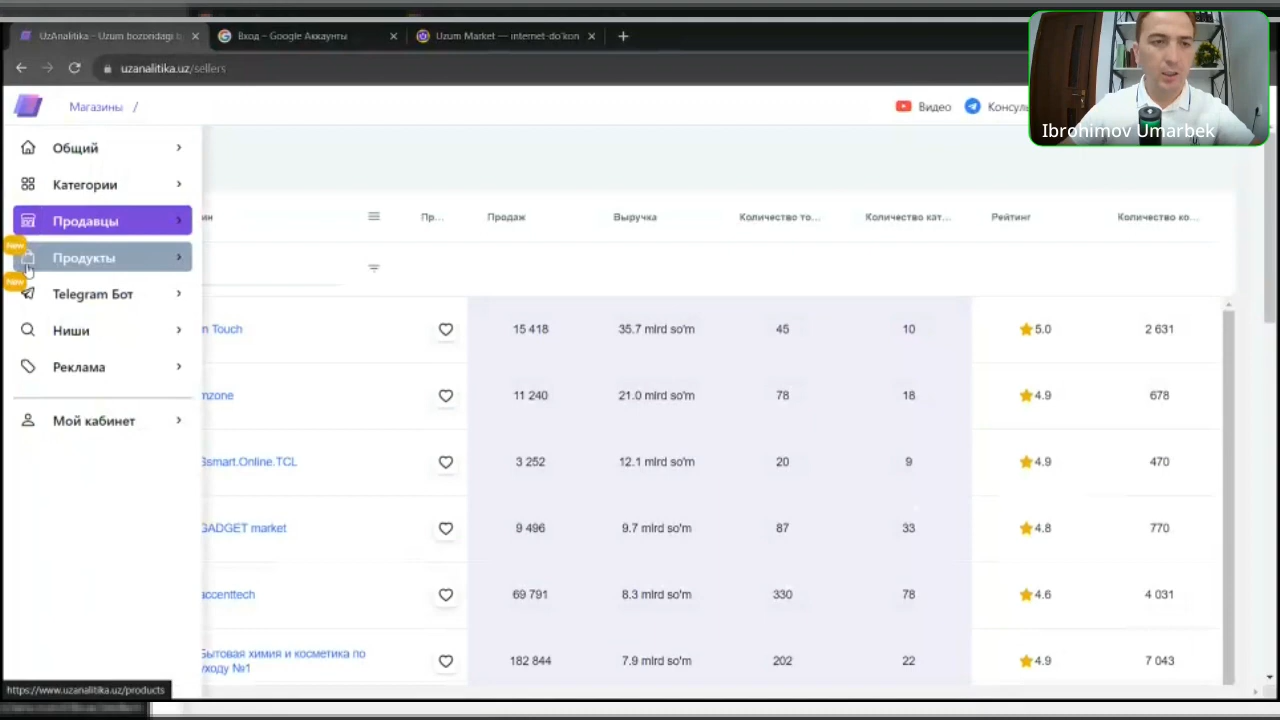 UzAnalitika – Uzum bozoridagi
Вход – Google Аккаунты
Uzum Market — internet-do'kon
uzanalitika.uz/sellers
Магазины /
Видео
Консуль
Ibrohimov Umarbek
Общий
Категории
Продавцы
New
Продукты
New
Telegram Бот
Ниши
Реклама
Мой кабинет
ин
Пр...
Продаж
Выручка
Количество то...
Количество кат...
Рейтинг
Количество ко...
n Touch
15 418
35.7 mlrd so'm
45
10
5.0
2 631
mzone
11 240
21.0 mlrd so'm
78
18
4.9
678
Gsmart.Online.TCL
3 252
12.1 mlrd so'm
20
9
4.9
470
GADGET market
9 496
9.7 mlrd so'm
87
33
4.8
770
accenttech
69 791
8.3 mlrd so'm
330
78
4.6
4 031
Бытовая химия и косметика по
уходу №1
182 844
7.9 mlrd so'm
202
22
4.9
7 043
https://www.uzanalitika.uz/products